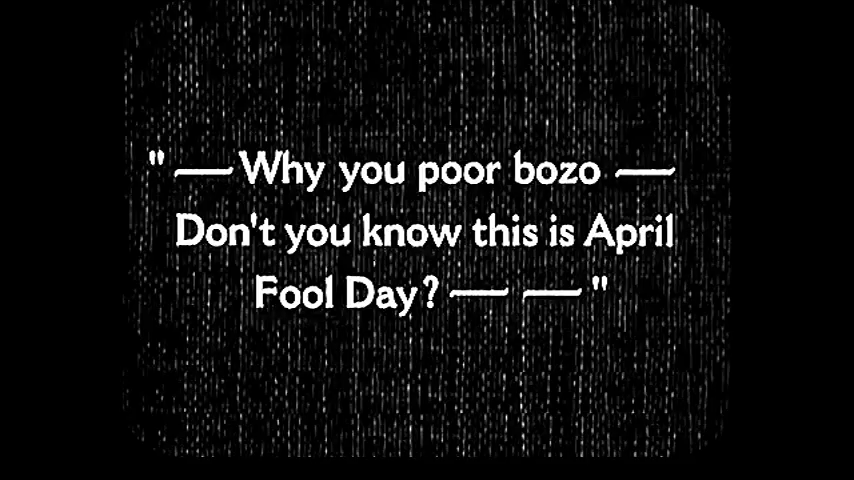 " — Why you poor bozo —
Don't you know this is April
Fool Day? — — "